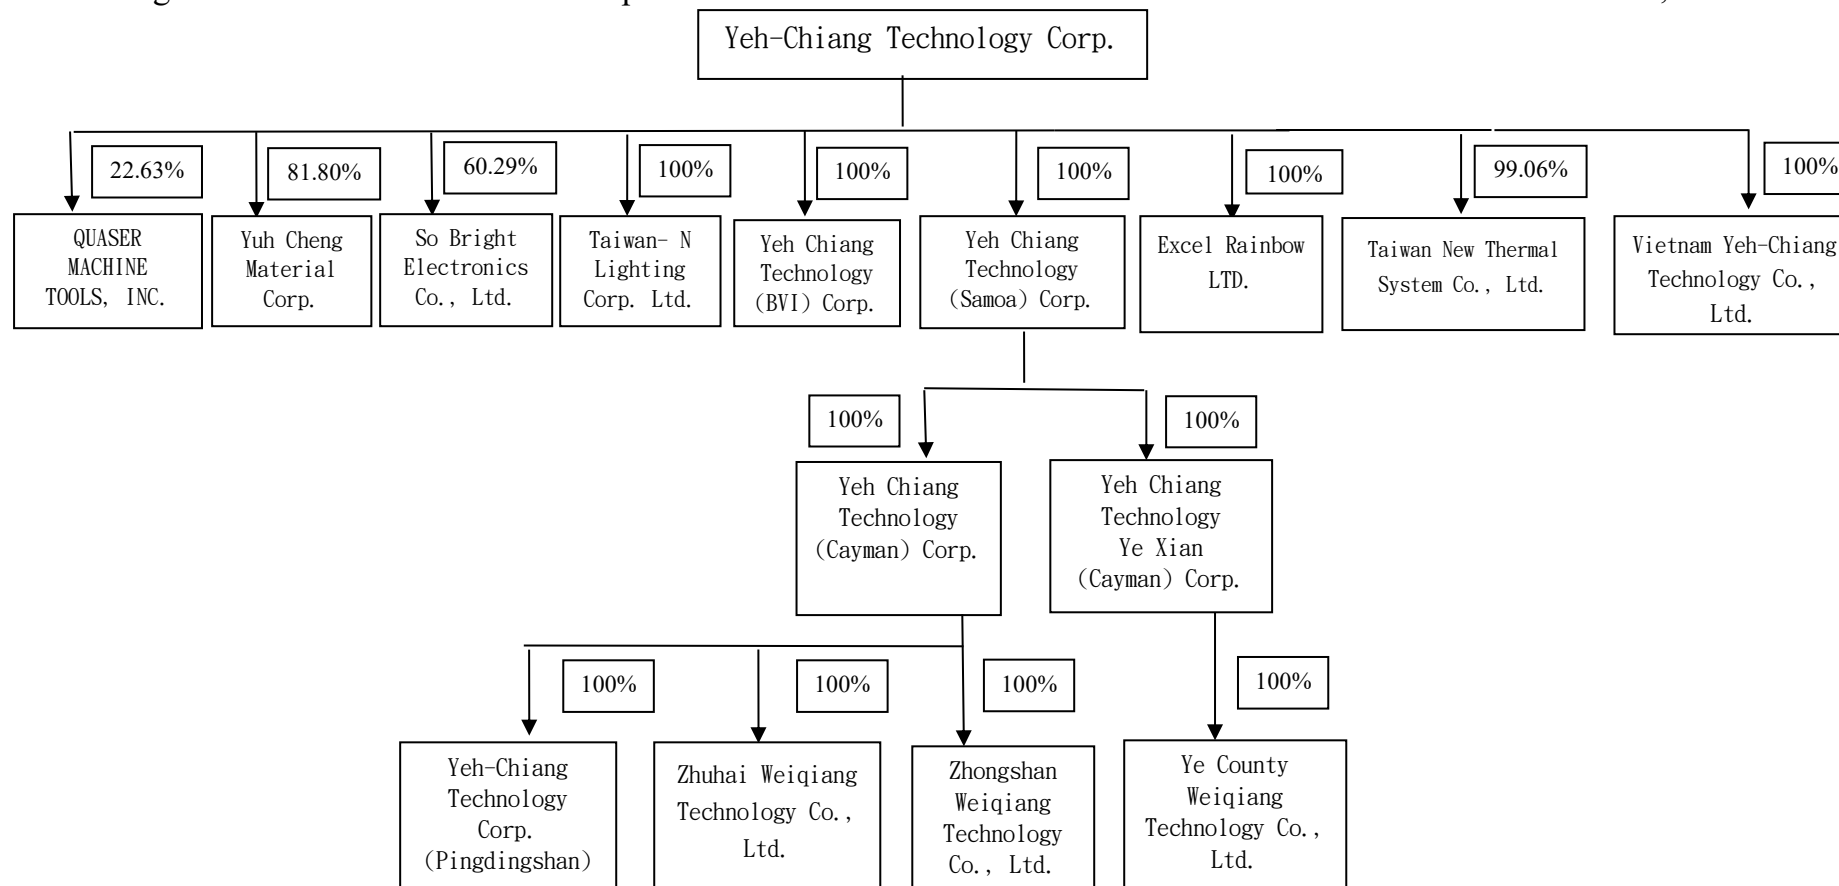 Yeh-Chiang Technology Corp.
22.63%
81.80%
60.29%
100%
100%
100%
100%
99.06%
100%
QUASER
MACHINE
TOOLS, INC.
Yuh Cheng
Material
Corp.
So Bright
Electronics
Co., Ltd.
Taiwan- N
Lighting
Corp. Ltd.
Yeh Chiang
Technology
(BVI) Corp.
Yeh Chiang
Technology
(Samoa) Corp.
Excel Rainbow
LTD.
Taiwan New Thermal
System Co., Ltd.
Vietnam Yeh-Chiang
Technology Co.,
Ltd.
100%
100%
Yeh Chiang
Technology
(Cayman) Corp.
Yeh Chiang
Technology
Ye Xian
(Cayman) Corp.
100%
100%
100%
100%
Yeh-Chiang
Technology
Corp.
(Pingdingshan)
Zhuhai Weiqiang
Technology Co.,
Ltd.
Zhongshan
Weiqiang
Technology
Co., Ltd.
Ye County
Weiqiang
Technology Co.,
Ltd.